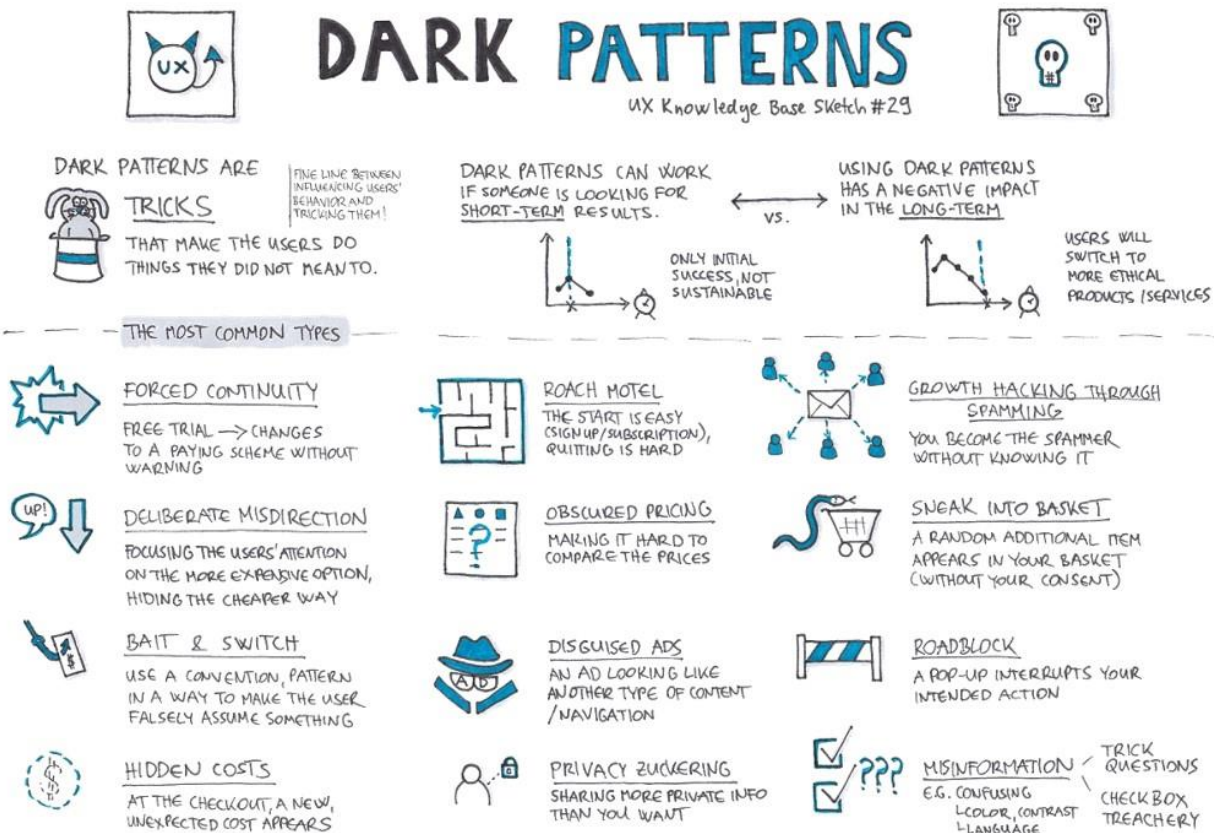 UX
DARK PATTERNS
UX Knowledge Base Sketch #29
DARK PATTERNS ARE
TRICKS
THAT MAKE THE USERS DO
THINGS THEY DID NOT MEAN TO.
FINE LINE BETWEEN
INFLUENCING USERS'
BEHAVIOR AND
TRICKING THEM!
DARK PATTERNS CAN WORK
IF SOMEONE IS LOOKING FOR
SHORT-TERM RESULTS.
ONLY INITIAL
SUCCESS, NOT
SUSTAINABLE
VS.
USING DARK PATTERNS
HAS A NEGATIVE IMPACT
IN THE LONG-TERM
USERS WILL
SWITCH TO
MORE ETHICAL
PRODUCTS / SERVICES
THE MOST COMMON TYPES
FORCED CONTINUITY
FREE TRIAL → CHANGES
TO A PAYING SCHEME WITHOUT
WARNING
ROACH MOTEL
THE START IS EASY
(SIGNUP/SUBSCRIPTION),
QUITTING IS HARD
GROWTH HACKING THROUGH
SPAMMING
YOU BECOME THE SPAMMER
WITHOUT KNOWING IT
UP!
DELIBERATE MISDIRECTION
FOCUSING THE USERS' ATTENTION
ON THE MORE EXPENSIVE OPTION,
HIDING THE CHEAPER WAY
?
OBSCURED PRICING
MAKING IT HARD TO
COMPARE THE PRICES
SNEAK INTO BASKET
A RANDOM ADDITIONAL ITEM
APPEARS IN YOUR BASKET
(WITHOUT YOUR CONSENT)
BAIT & SWITCH
USE A CONVENTION, PATTERN
IN A WAY TO MAKE THE USER
FALSELY ASSUME SOMETHING
AD
DISGUISED ADS
AN AD LOOKING LIKE
ANOTHER TYPE OF CONTENT
/NAVIGATION
ROADBLOCK
A POP-UP INTERRUPTS YOUR
INTENDED ACTION
$
HIDDEN COSTS
AT THE CHECKOUT, A NEW,
UNEXPECTED COST APPEARS
PRIVACY ZUCKERING
SHARING MORE PRIVATE INFO
THAN YOU WANT
???
MISINFORMATION
E.G. CONFUSING
COLOR, CONTRAST
LANGUAGE
TRICK
QUESTIONS
CHECKBOX
TREACHERY